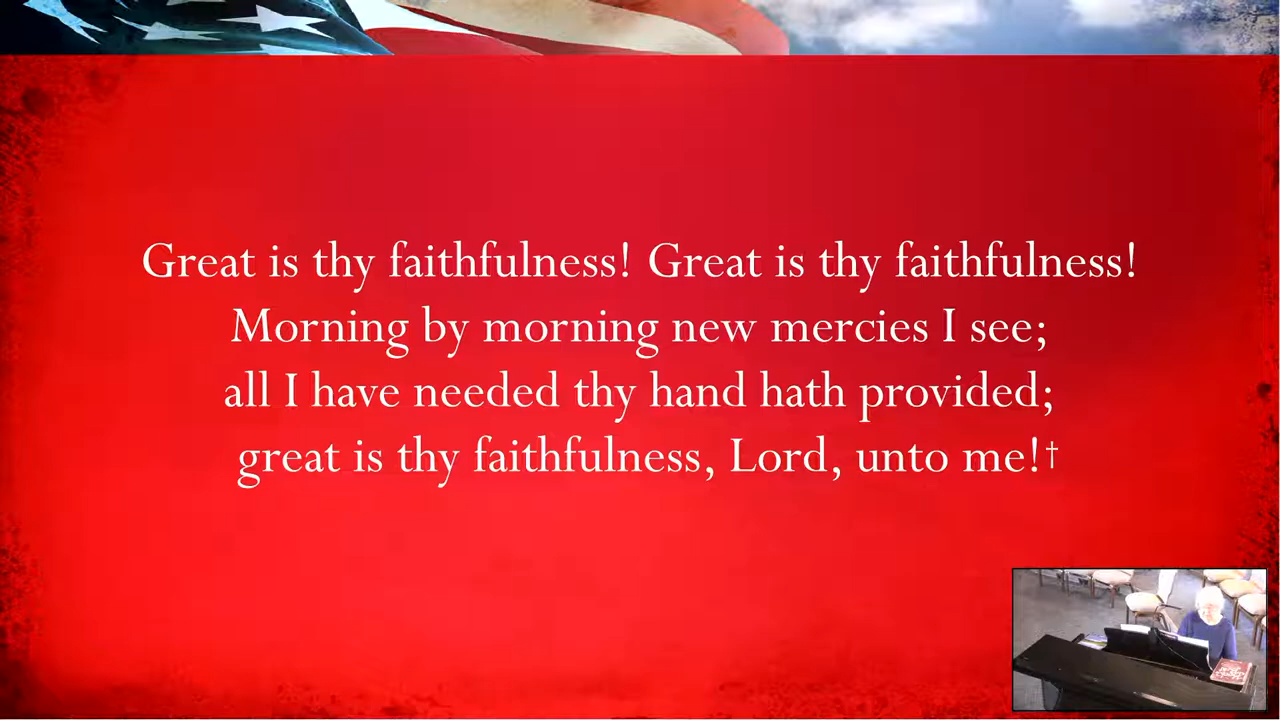 Great is thy faithfulness! Great is thy faithfulness!
Morning by morning new mercies I see;
all I have needed thy hand hath provided;
great is thy faithfulness, Lord, unto me!†